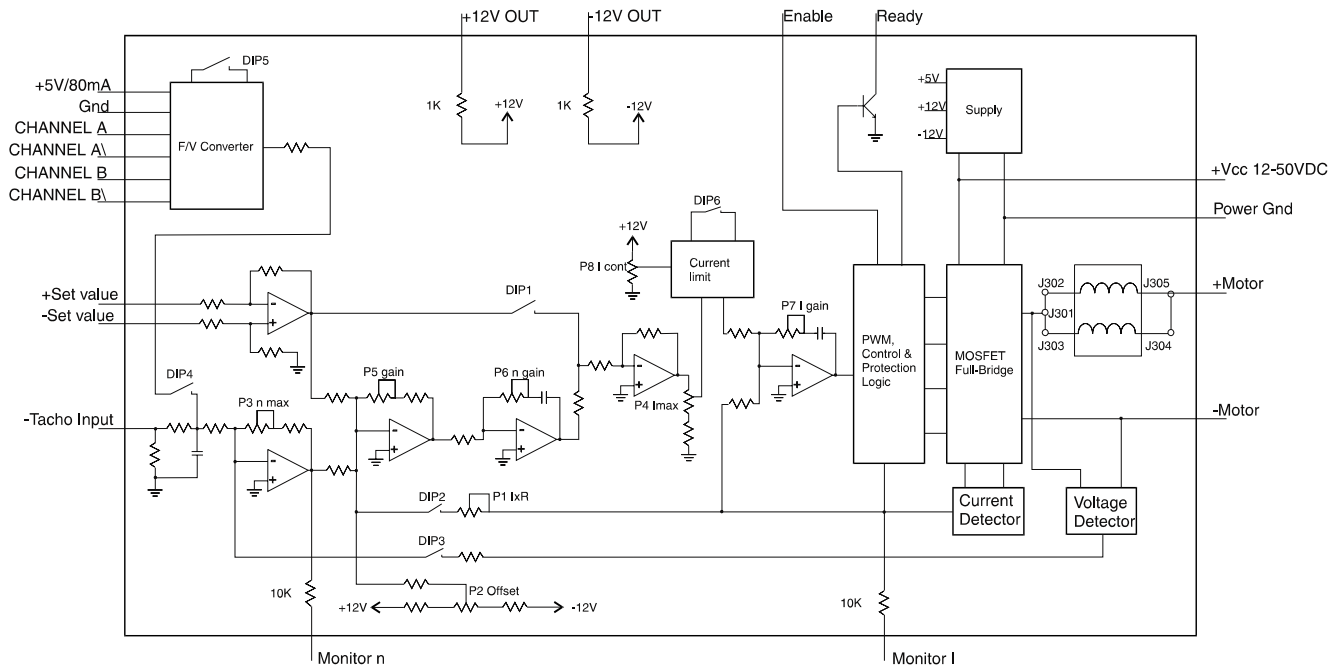 +12V OUT
-12V OUT
Enable
Ready
DIP5
+5V/80mA
Gnd
CHANNEL A
CHANNEL A\
CHANNEL B
CHANNEL B\
F/V Converter
1K
+12V
1K
-12V
+5V
+12V
-12V
Supply
+Vcc 12-50VDC
Power Gnd
DIP6
+12V
P8 I cont
Current
limit
+Set value
-Set value
DIP1
P7 I gain
PWM,
Control &
Protection
Logic
MOSFET
Full-Bridge
J302
J305
J301
J303
J304
+Motor
-Motor
DIP4
P5 gain
P6 n gain
P4 Imax
-Tacho Input
P3 n max
DIP2
P1 IxR
Current
Detector
Voltage
Detector
DIP3
10K
P2 Offset
+12V
-12V
10K
Monitor n
Monitor I